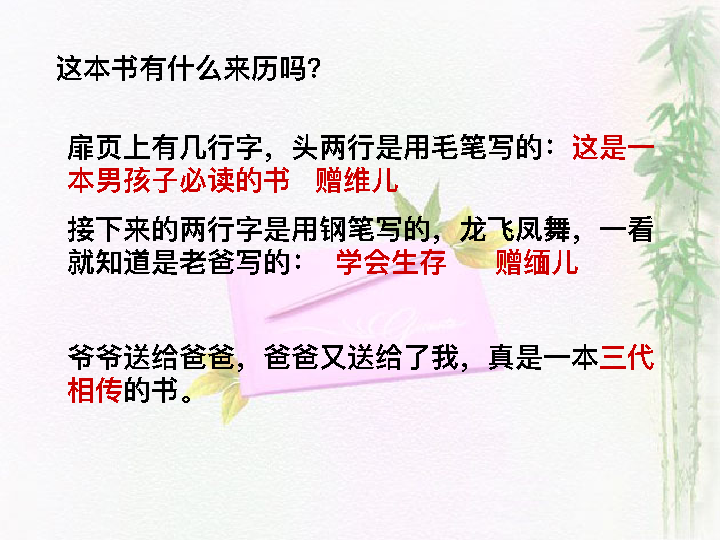 这本书有什么来历吗？
扉页上有几行字，头两行是用毛笔写的：这是一
本男孩子必读的书 赠维儿
接下来的两行字是用钢笔写的，龙飞凤舞，一看
就知道是老爸写的： 学会生存 赠缅儿
爷爷送给爸爸，爸爸又送给了我，真是一本三代
相传的书。